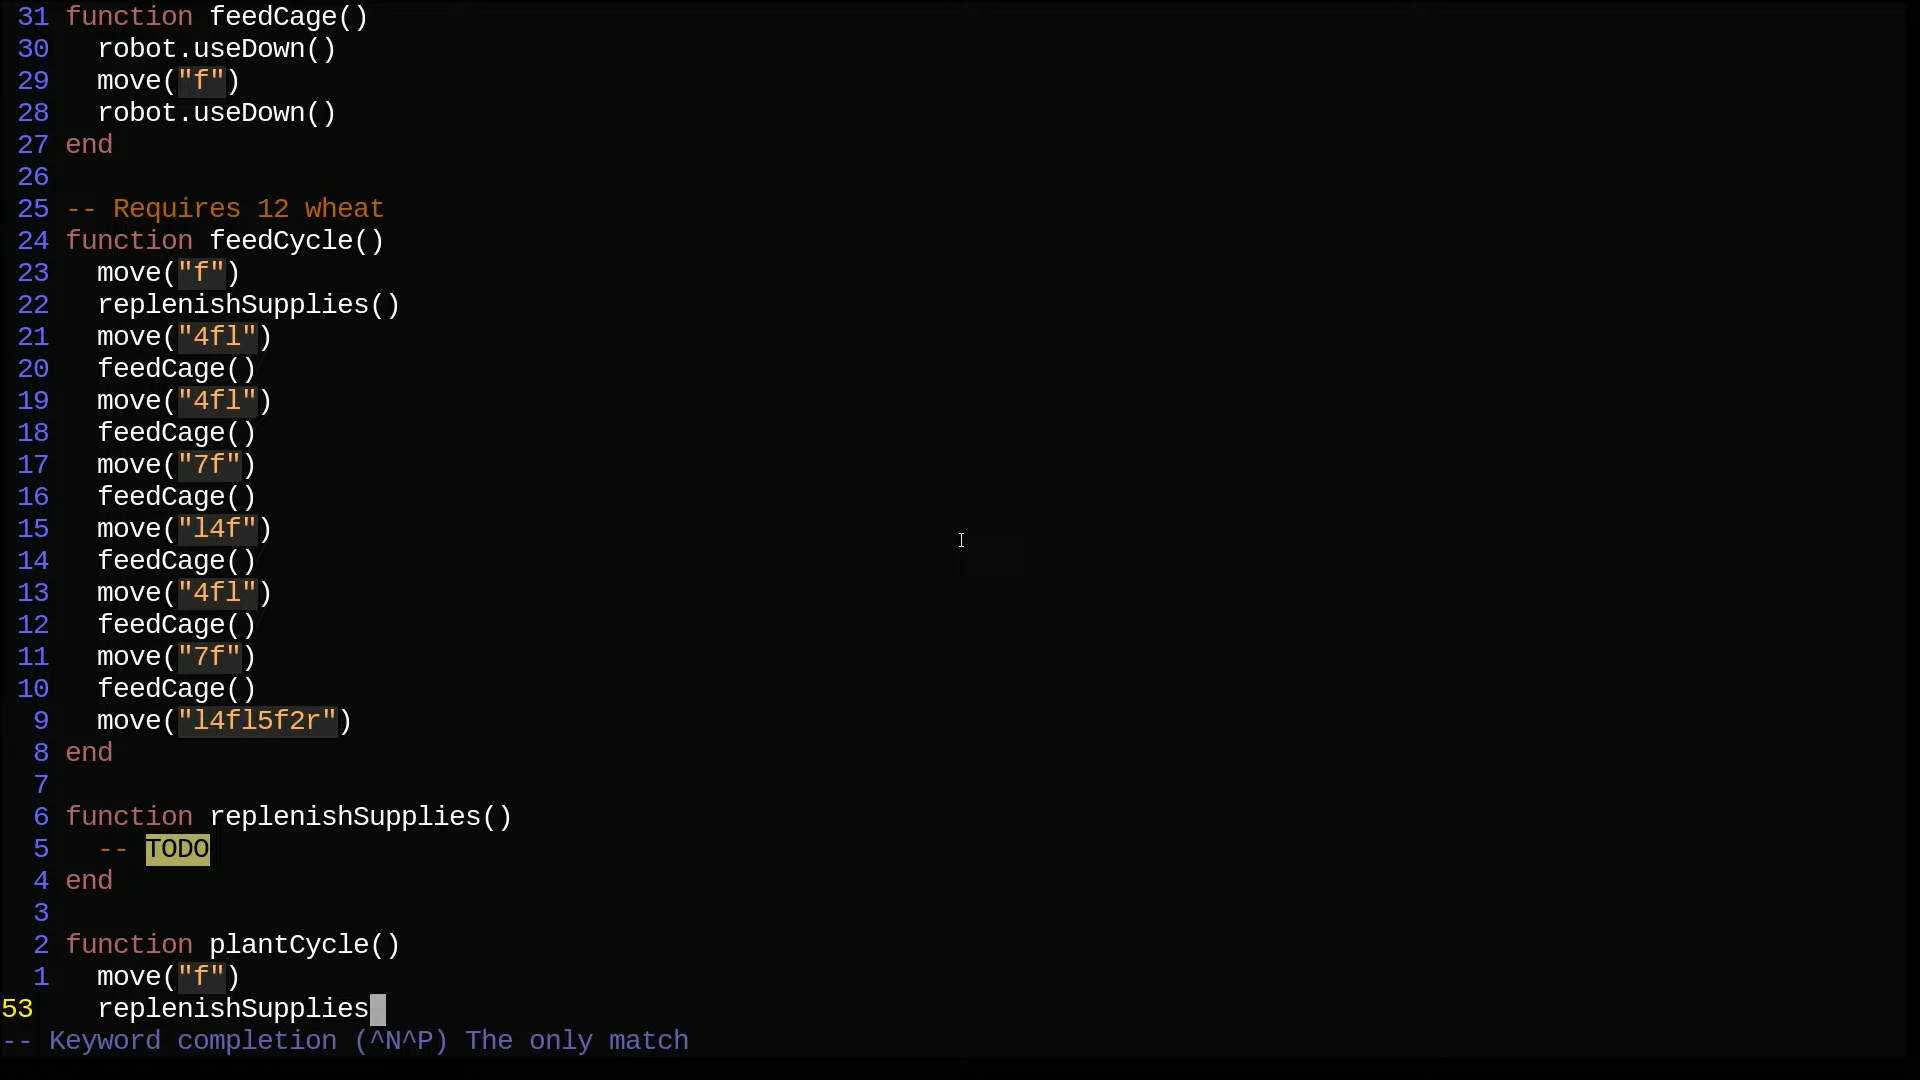 31 function feedCage()
30   robot.useDown()
29   move("f")
28   robot.useDown()
27 end
26
25 -- Requires 12 wheat
24 function feedCycle()
23   move("f")
22   replenishSupplies()
21   move("4fl")
20   feedCage()
19   move("4fl")
18   feedCage()
17   move("7f")
16   feedCage()
15   move("l4f")
14   feedCage()
13   move("4fl")
12   feedCage()
11   move("7f")
10   feedCage()
9   move("l4fl5f2r")
8 end
7
6 function replenishSupplies()
5   -- TODO
4 end
3
2 function plantCycle()
1   move("f")
53   replenishSupplies
-- Keyword completion (^N^P) The only match